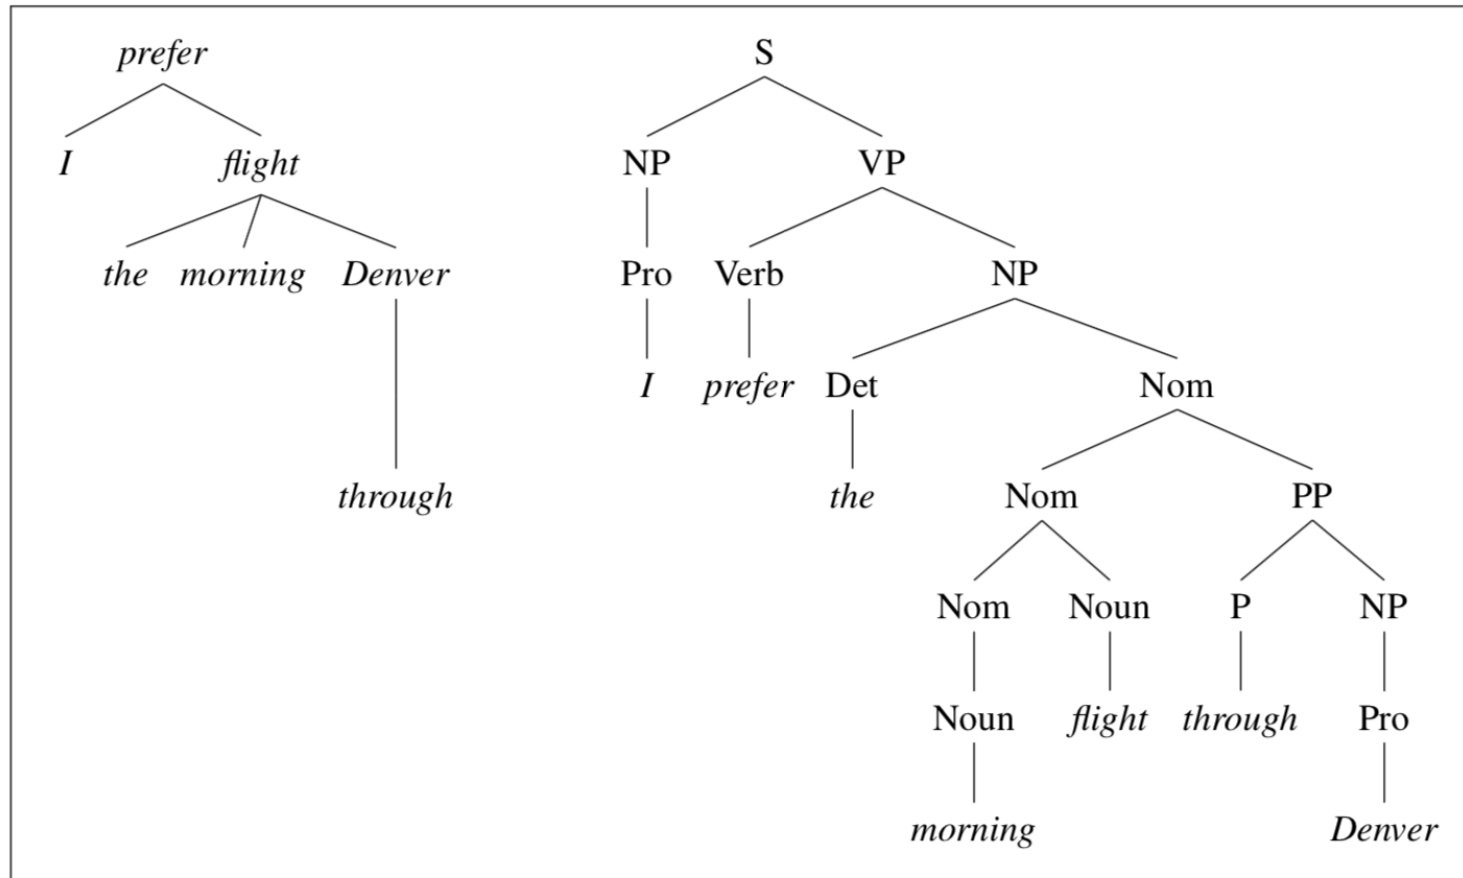 prefer S
I flight NP VP
the morning Denver Pro Verb NP
I prefer Det Nom
through the Nom PP
Nom Noun P NP
Noun flight through Pro
morning Denver